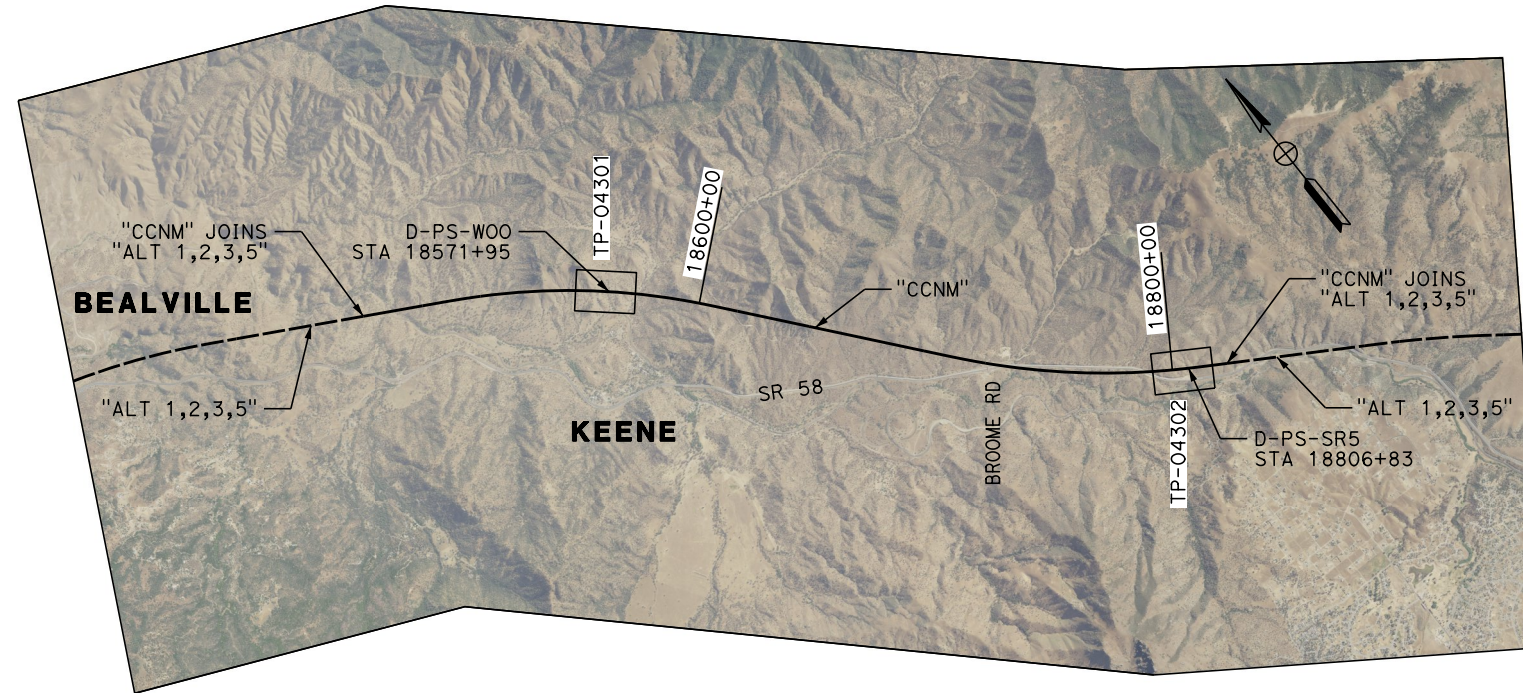 TP-04301
18600+00
"CCNM" JOINS
"ALT 1,2,3,5"
D-PS-WOO
STA 18571+95
18800+00
"CCNM"
"CCNM" JOINS
"ALT 1,2,3,5"
BEALVILLE
SR 58
"ALT 1,2,3,5"
KEENE
BROOME RD
TP-04302
"ALT 1,2,3,5"
D-PS-SR5
STA 18806+83